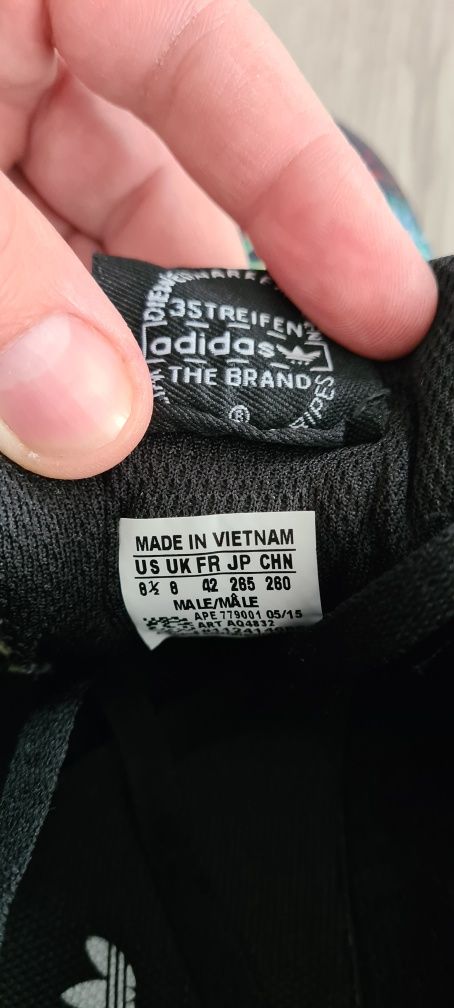 3STREIFEN
adidas
THE BRAND
®
MADE IN VIETNAM
US UK FR JP CHN
8½ 8 42 265 260
MALE/MÂLE
APE 779001 05/15
ART AQ4832